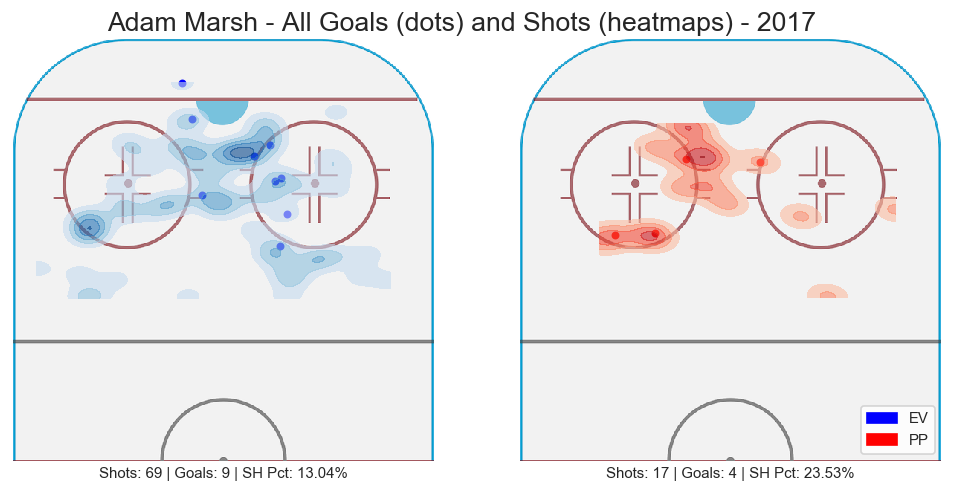 Adam Marsh - All Goals (dots) and Shots (heatmaps) - 2017
EV
PP
Shots: 69 | Goals: 9 | SH Pct: 13.04%
Shots: 17 | Goals: 4 | SH Pct: 23.53%